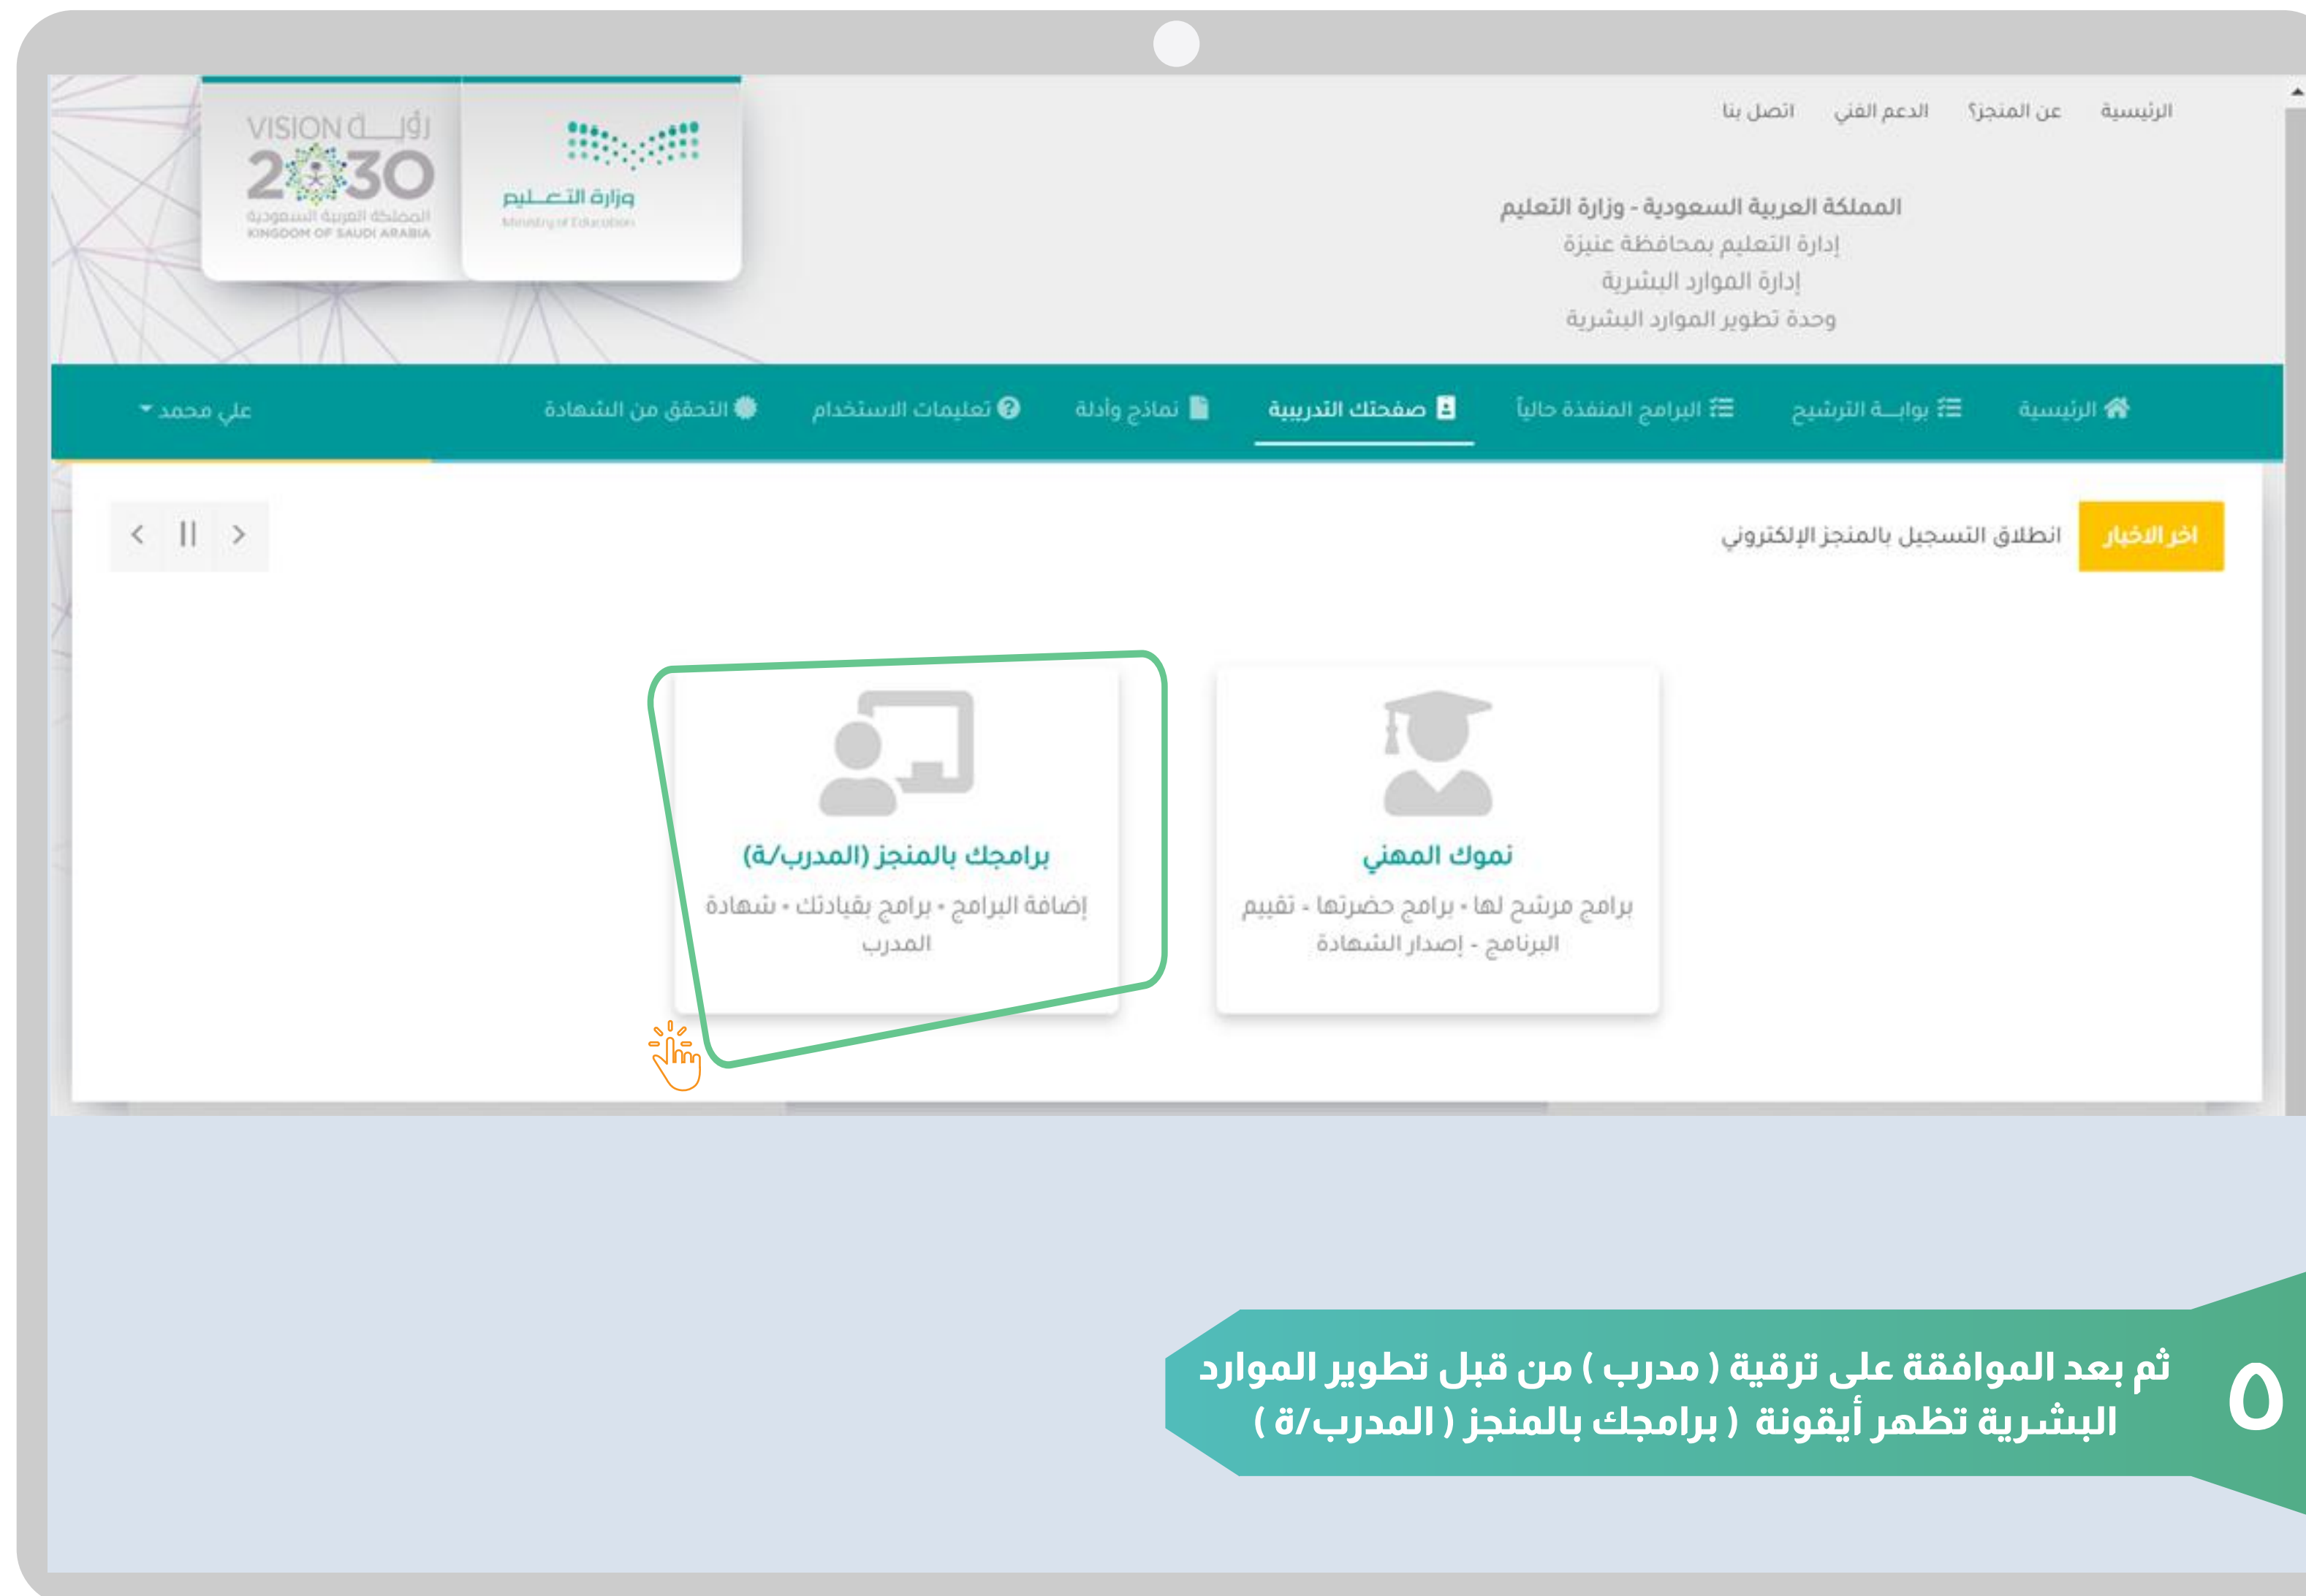 الرئيسية عن المنجز؟ الدعم الفني اتصل بنا
المملكة العربية السعودية - وزارة التعليم
إدارة التعليم بمحافظة عنيزة
إدارة الموارد البشرية
وحدة تطوير الموارد البشرية
وزارة التعليم
Ministry of Education
VISION رؤيــة
2030
المملكة العربية السعودية
KINGDOM OF SAUDI ARABIA
الرئيسية بوابــة الترشيح البرامج المنفذة حالياً صفحتك التدريبية نماذج وأدلة تعليمات الاستخدام التحقق من الشهادة علي محمد
اخر الاخبار انطلاق التسجيل بالمنجز الإلكتروني
نموك المهني
برامج مرشح لها - برامج حضرتها - تقييم
البرنامج - إصدار الشهادة
برامجك بالمنجز (المدرب/ة)
إضافة البرامج - برامج بقيادتك - شهادة
المدرب
٥
ثم بعد الموافقة على ترقية ( مدرب ) من قبل تطوير الموارد
البشرية تظهر أيقونة ( برامجك بالمنجز ( المدرب/ة )